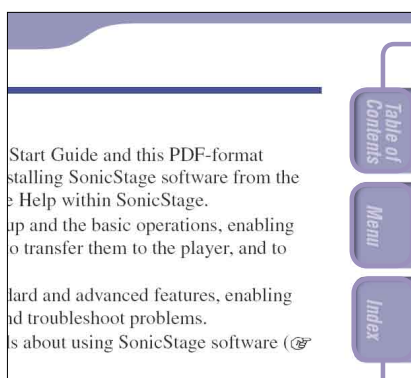 Start Guide and this PDF-format
stalling SonicStage software from the
e Help within SonicStage.
up and the basic operations, enabling
o transfer them to the player, and to
dard and advanced features, enabling
nd troubleshoot problems.
ls about using SonicStage software (☞
Table of
Contents
Menu
Index